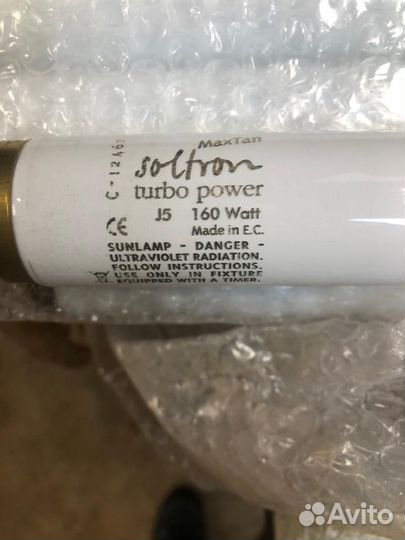 MaxTan
soltron
turbo power
J5 160 Watt
CE Made in E.C.
SUNLAMP - DANGER -
ULTRAVIOLET RADIATION.
FOLLOW INSTRUCTIONS.
USE ONLY IN FIXTURE
EQUIPPED WITH A TIMER.
Avito